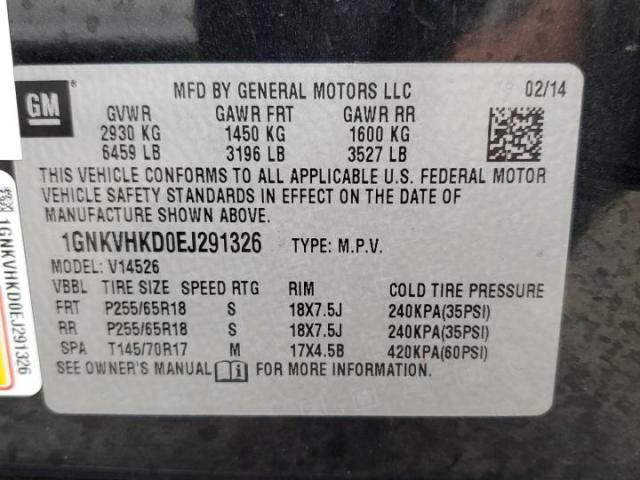 GM
MFD BY GENERAL MOTORS LLC 02/14
GVWR GAWR FRT GAWR RR
2930 KG 1450 KG 1600 KG
6459 LB 3196 LB 3527 LB
THIS VEHICLE CONFORMS TO ALL APPLICABLE U.S. FEDERAL MOTOR
VEHICLE SAFETY STANDARDS IN EFFECT ON THE DATE OF
MANUFACTURE SHOWN ABOVE.
1GNKVHKD0EJ291326 TYPE: M.P.V.
MODEL: V14526
VBBL TIRE SIZE SPEED RTG RIM COLD TIRE PRESSURE
FRT P255/65R18 S 18X7.5J 240KPA(35PSI)
RR P255/65R18 S 18X7.5J 240KPA(35PSI)
SPA T145/70R17 M 17X4.5B 420KPA(60PSI)
SEE OWNER'S MANUAL i FOR MORE INFORMATION.
1GNKVHKD0EJ291326